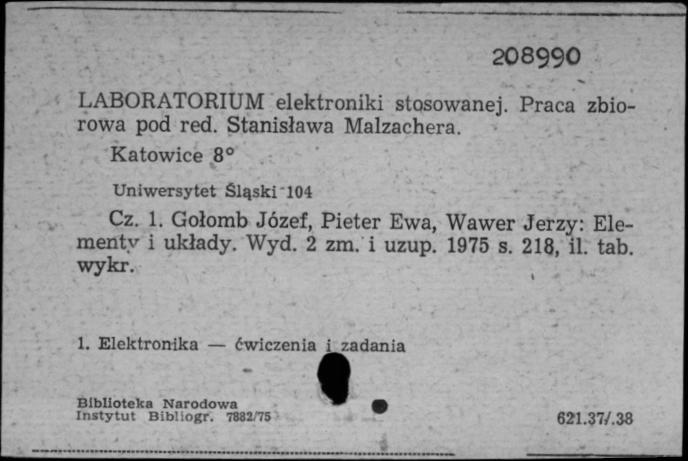 208990
LABORATORIUM elektroniki stosowanej. Praca zbio-
rowa pod red. Stanisława Malzachera.
Katowice 8°
Uniwersytet Śląski 104
Cz. 1. Gołomb Józef, Pieter Ewa, Wawer Jerzy: Ele-
menty i układy. Wyd. 2 zm. i uzup. 1975 s. 218, il. tab.
wykr.
1. Elektronika — ćwiczenia i zadania
Biblioteka Narodowa
Instytut Bibliogr. 7882/75
621.37/.38